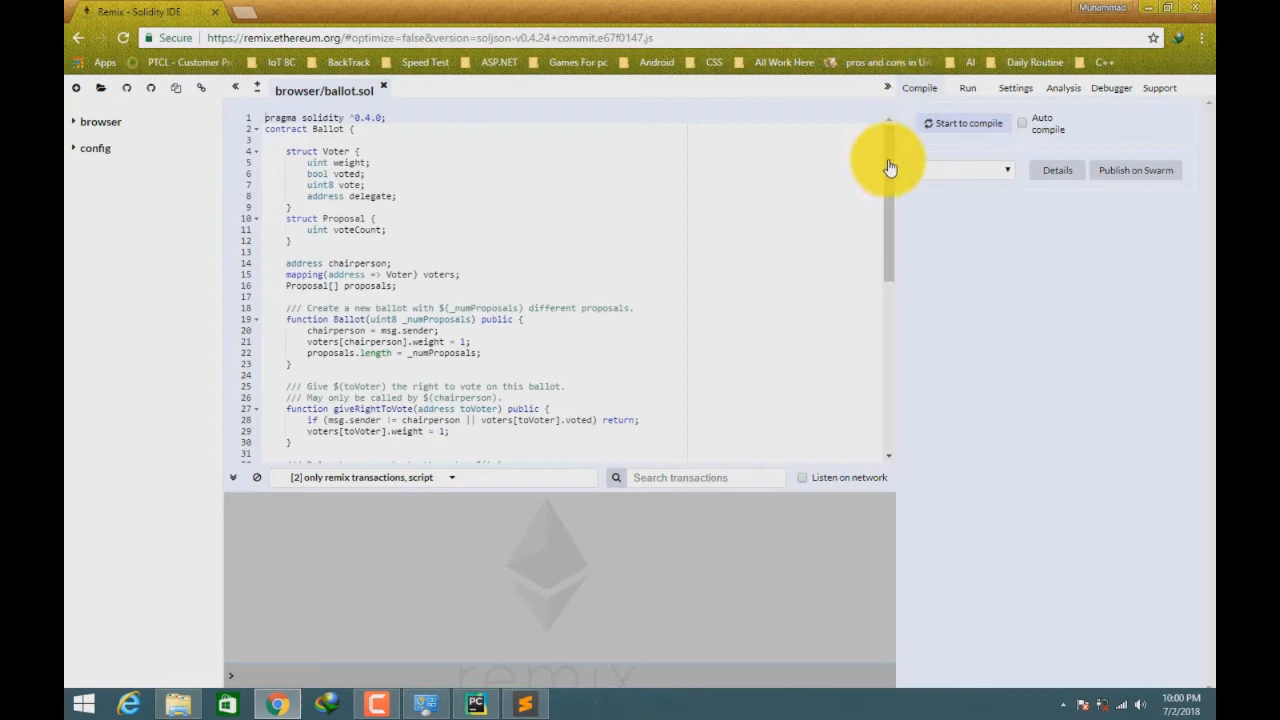 Remix - Solidity IDE
Muhammad
Secure https://remix.ethereum.org/#optimize=false&version=soljson-v0.4.24+commit.e67f0147.js
Apps PTCL - Customer Pr IoT BC BackTrack Speed Test ASP.NET Games For pc Android CSS All Work Here pros and cons in U AI Daily Routine C++
browser/ballot.sol
Compile Run Settings Analysis Debugger Support
browser
config
1 pragma solidity ^0.4.0;
2 contract Ballot {
3
4 struct Voter {
5 uint weight;
6 bool voted;
7 uint8 vote;
8 address delegate;
9 }
10 struct Proposal {
11 uint voteCount;
12 }
13
14 address chairperson;
15 mapping(address => Voter) voters;
16 Proposal[] proposals;
17
18 /// Create a new ballot with $(_numProposals) different proposals.
19 function Ballot(uint8 _numProposals) public {
20 chairperson = msg.sender;
21 voters[chairperson].weight = 1;
22 proposals.length = _numProposals;
23 }
24
25 /// Give $(toVoter) the right to vote on this ballot.
26 /// May only be called by $(chairperson).
27 function giveRightToVote(address toVoter) public {
28 if (msg.sender != chairperson || voters[toVoter].voted) return;
29 voters[toVoter].weight = 1;
30 }
31
Start to compile
Auto compile
Details
Publish on Swarm
[2] only remix transactions, script
Search transactions
Listen on network
remix
>
10:00 PM
7/2/2018